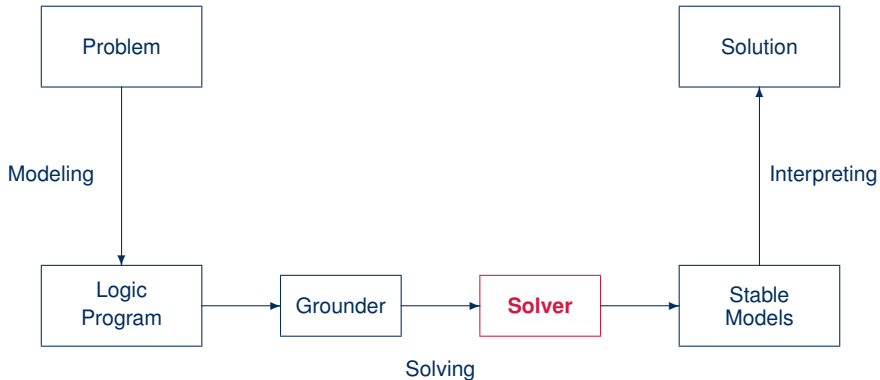 Problem
Solution
Modeling
Interpreting
Logic
Program
Grounder
Solver
Stable
Models
Solving